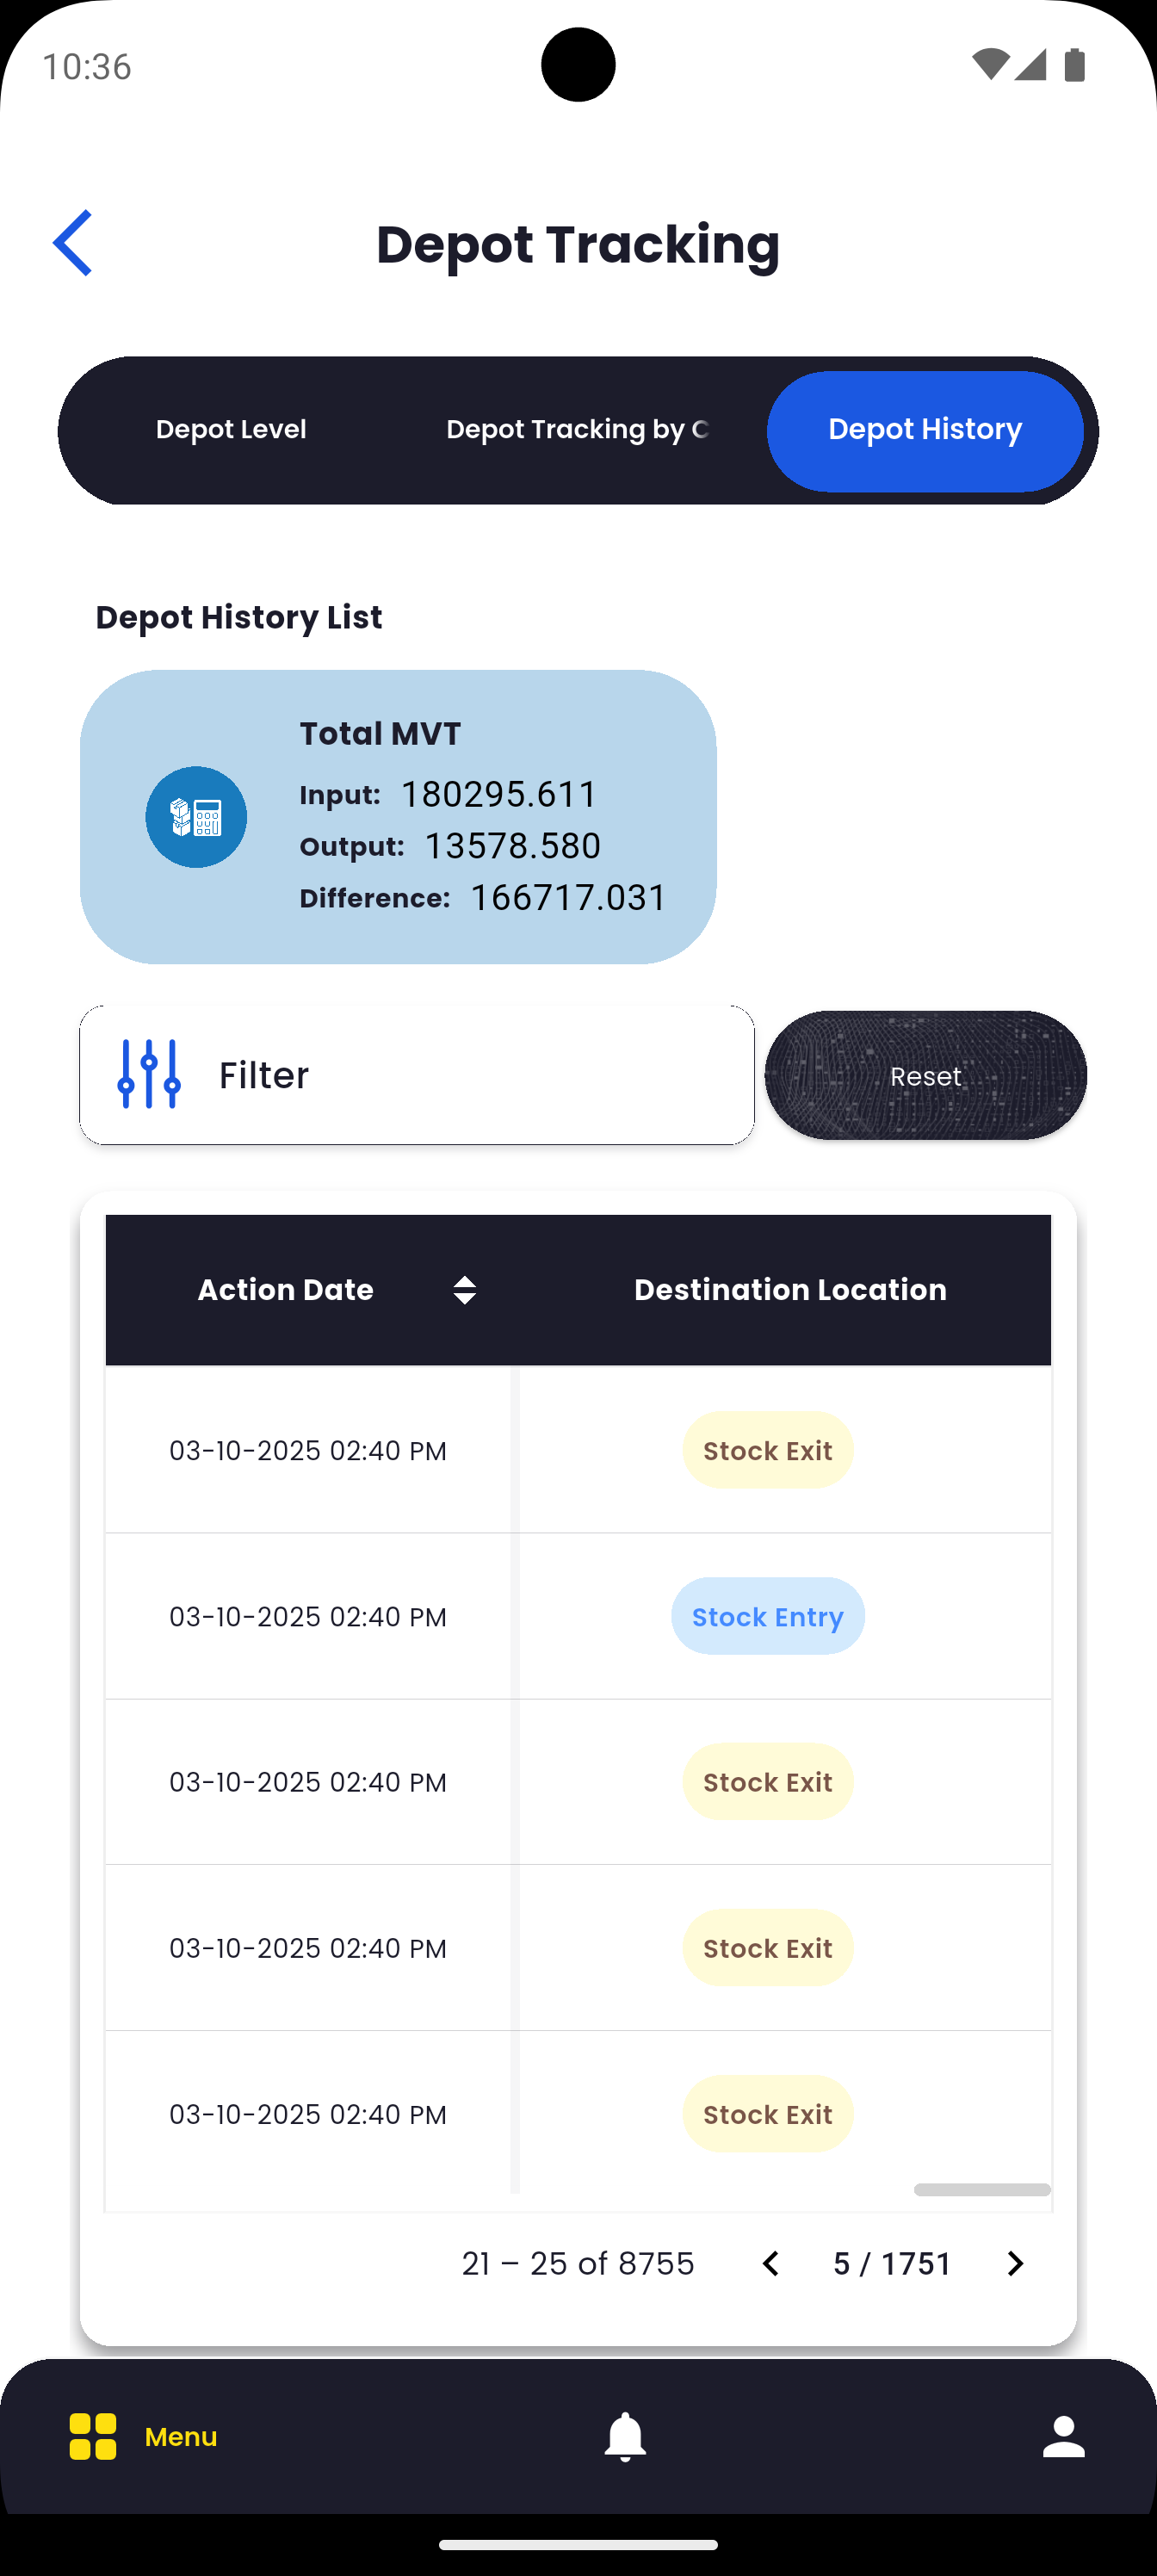 10:36
Depot Tracking
Depot Level
Depot Tracking by C
Depot History
Depot History List
Total MVT
Input: 180295.611
Output: 13578.580
Difference: 166717.031
Filter
Reset
Action Date
Destination Location
03-10-2025 02:40 PM
Stock Exit
03-10-2025 02:40 PM
Stock Entry
03-10-2025 02:40 PM
Stock Exit
03-10-2025 02:40 PM
Stock Exit
03-10-2025 02:40 PM
Stock Exit
21 – 25 of 8755
5 / 1751
Menu